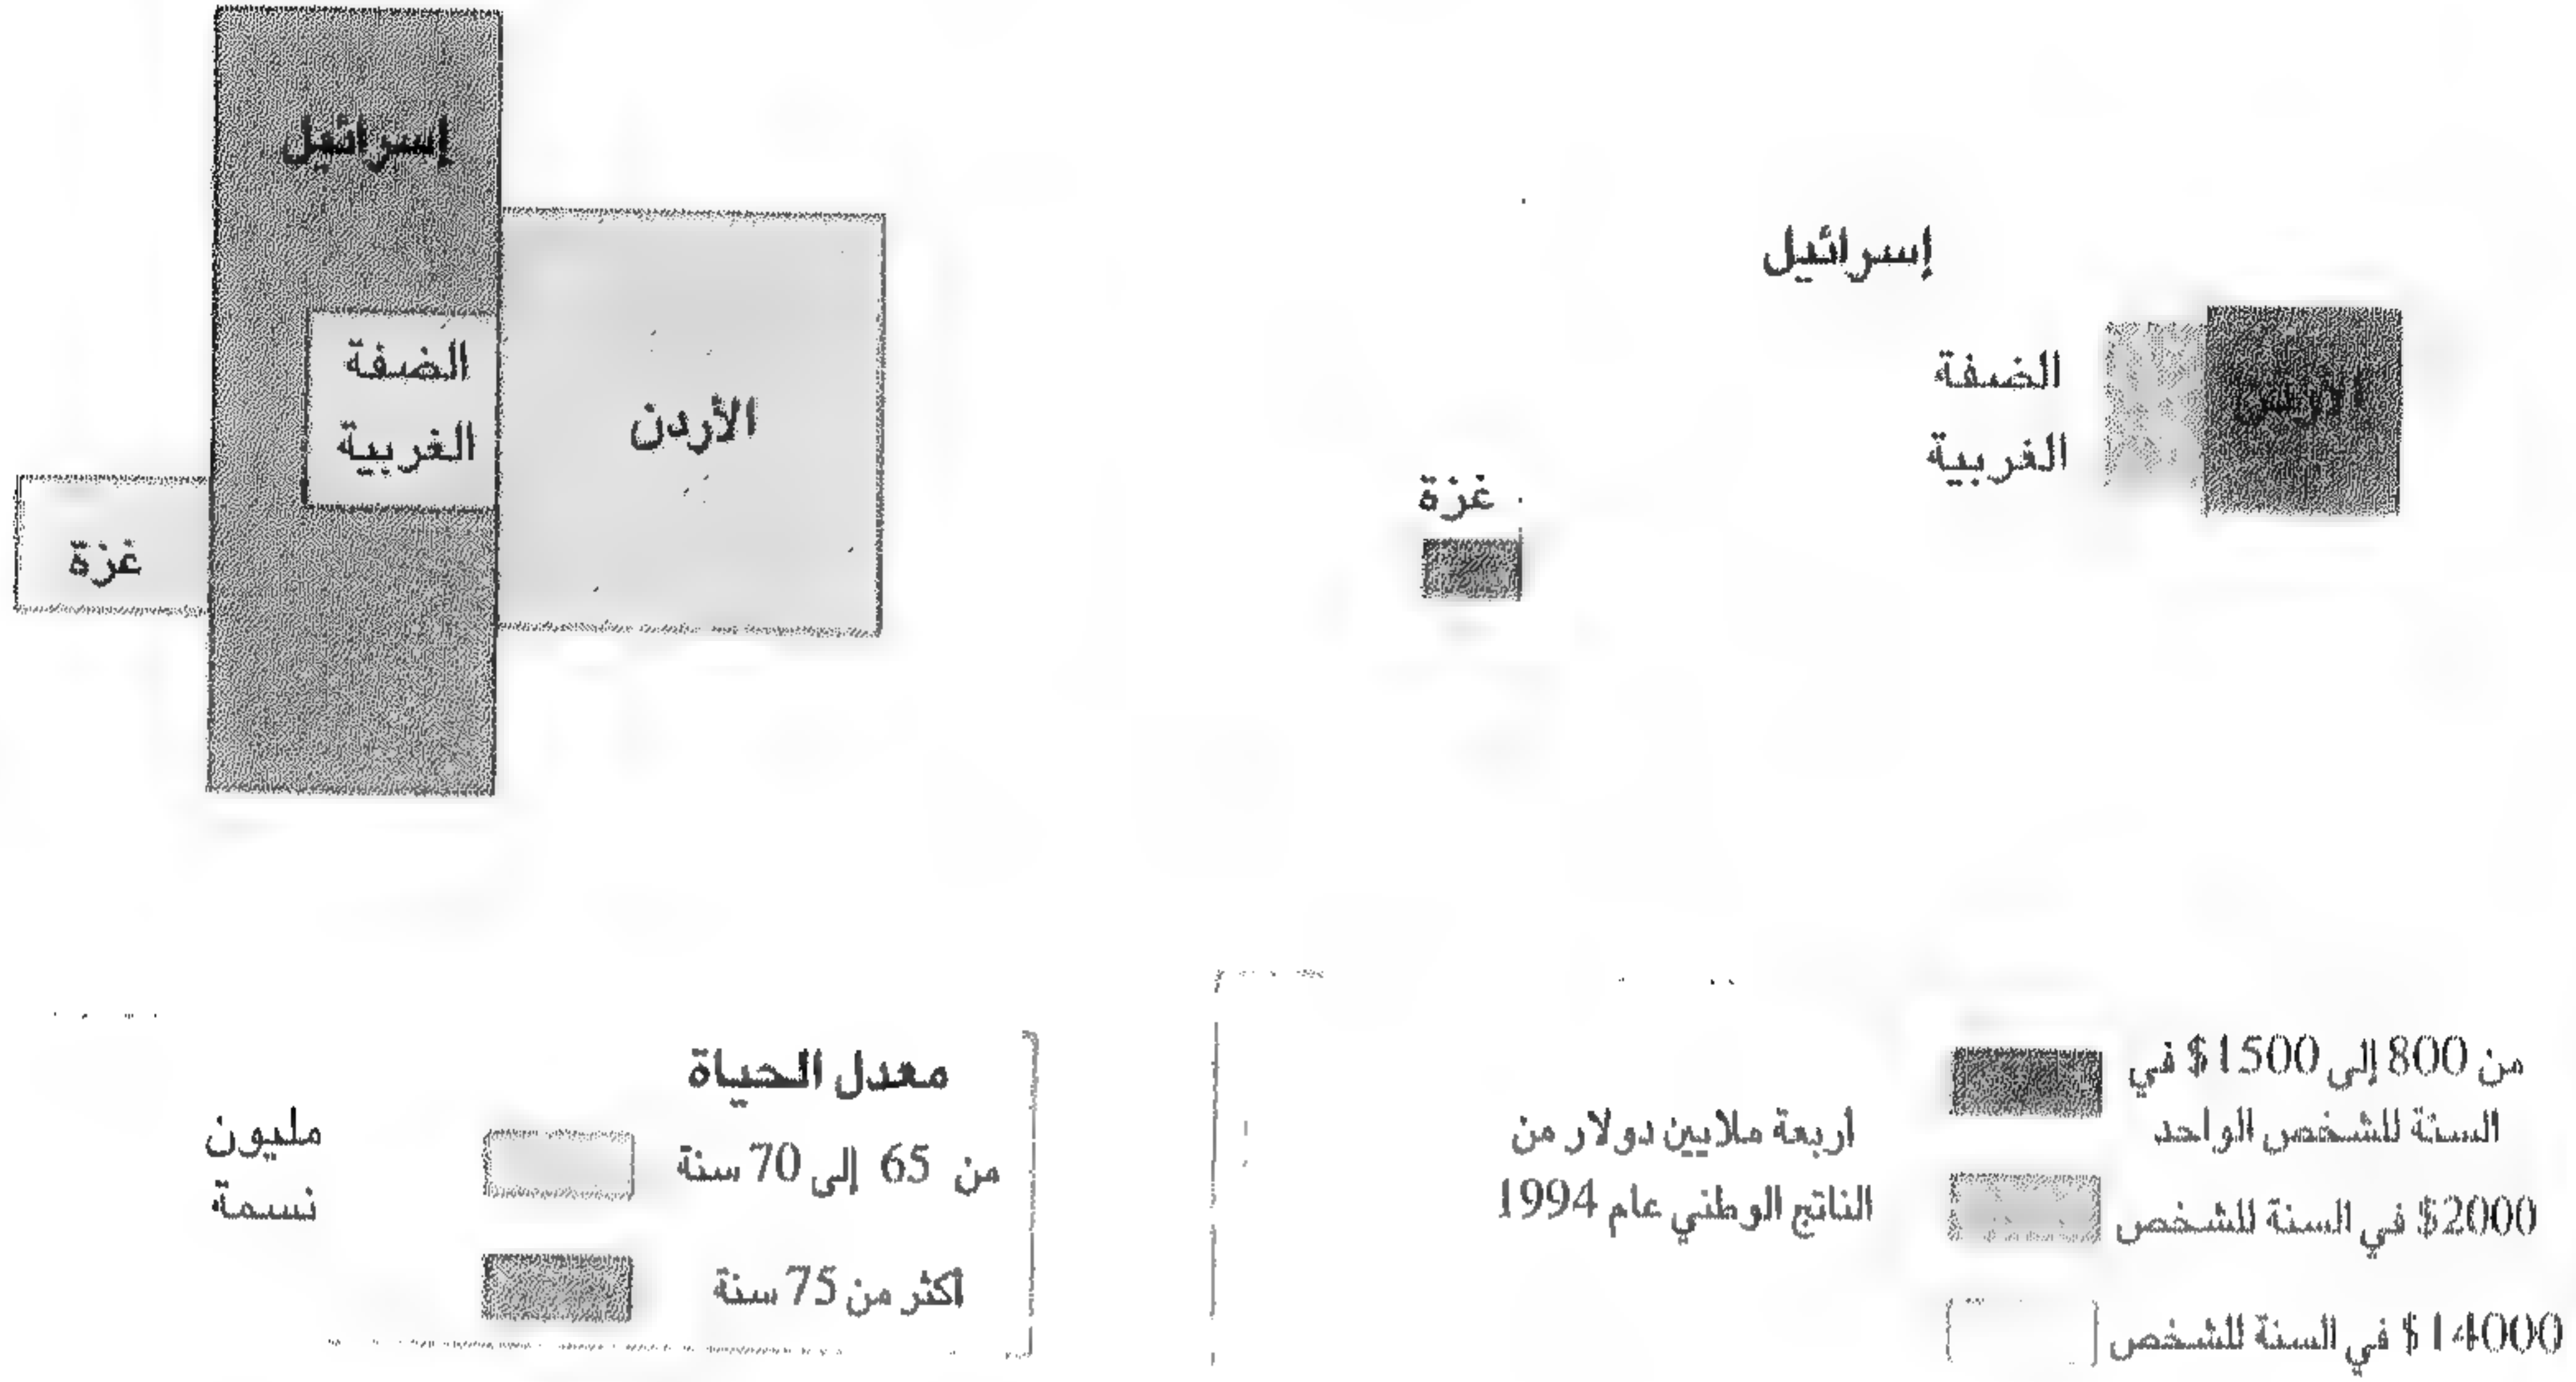 إسرائيل
الضفة
الغربية
الأردن
غزة
إسرائيل
الضفة
الغربية
غزة
معدل الحياة
من 65 إلى 70 سنة
أكثر من 75 سنة
مليون
نسمة
من 800 إلى 1500$ في
السنة للشخص الواحد
2000$ في السنة للشخص
14000$ في السنة للشخص
اربعة ملايين دولار من
الناتج الوطني عام 1994